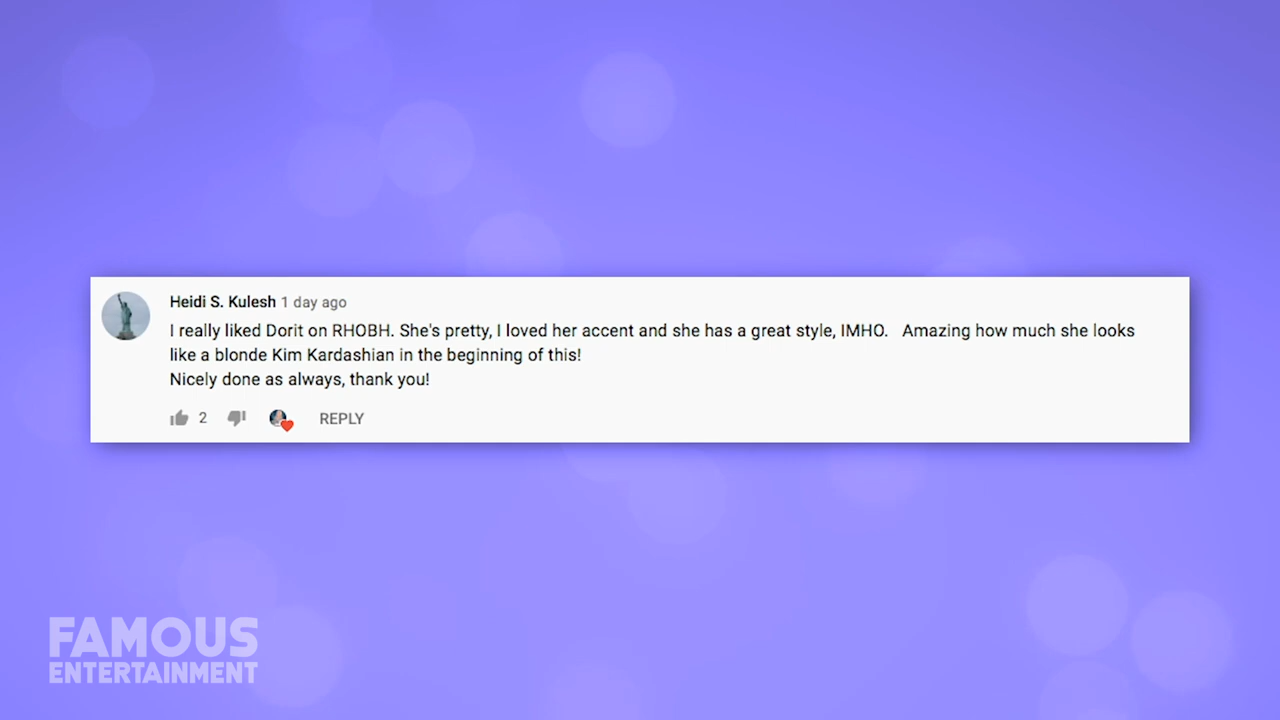 Heidi S. Kulesh 1 day ago
I really liked Dorit on RHOBH. She's pretty, I loved her accent and she has a great style, IMHO.   Amazing how much she looks
like a blonde Kim Kardashian in the beginning of this!
Nicely done as always, thank you!
2 REPLY
FAMOUS
ENTERTAINMENT